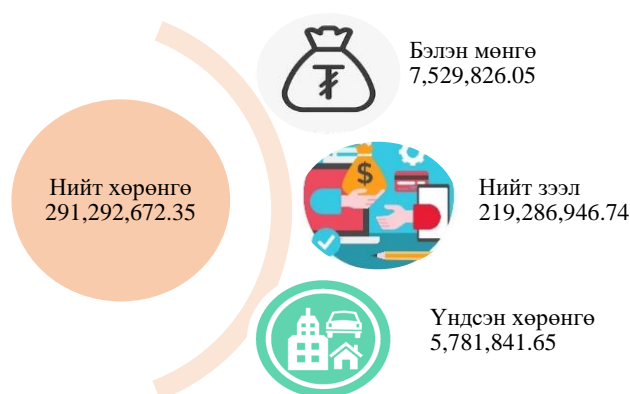 Нийт хөрөнгө
291,292,672.35
Бэлэн мөнгө
7,529,826.05
Нийт зээл
219,286,946.74
Үндсэн хөрөнгө
5,781,841.65